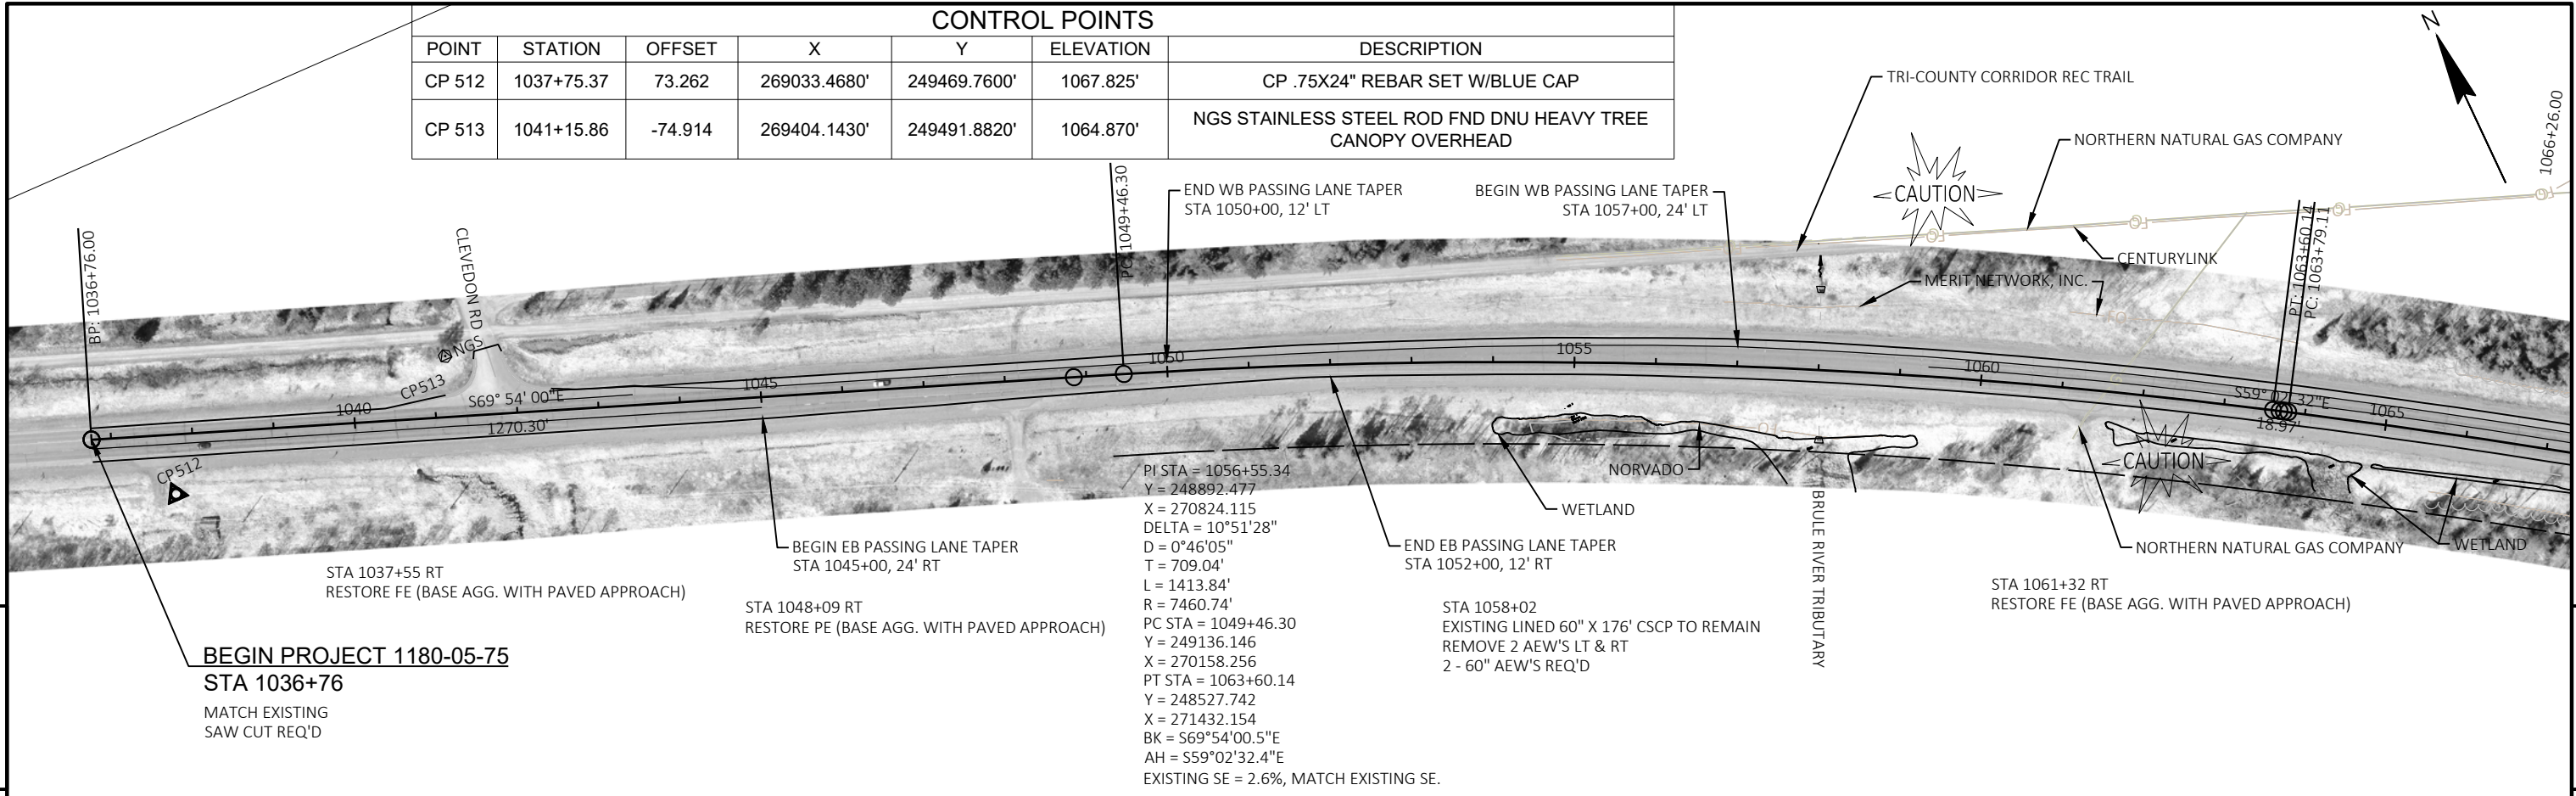 CONTROL POINTS
POINT STATION OFFSET X Y ELEVATION DESCRIPTION
CP 512 1037+75.37 73.262 269033.4680' 249469.7600' 1067.825' CP .75X24" REBAR SET W/BLUE CAP
CP 513 1041+15.86 -74.914 269404.1430' 249491.8820' 1064.870' NGS STAINLESS STEEL ROD FND DNU HEAVY TREE
CANOPY OVERHEAD
N
TRI-COUNTY CORRIDOR REC TRAIL
NORTHERN NATURAL GAS COMPANY
1066+26.00
CAUTION
END WB PASSING LANE TAPER
STA 1050+00, 12' LT
BEGIN WB PASSING LANE TAPER
STA 1057+00, 24' LT
BP: 1036+76.00
CLEVEDON RD
PC: 1049+46.30
PT: 1063+60.14
PC: 1063+79.11
FO
FO
FO
FO
CENTURYLINK
MERIT NETWORK, INC.
NGS
CP513
CP512
1040
S69° 54' 00"E
1270.30'
1045
1050
1055
1060
S59° 02' 32"E
18.97'
1065
CAUTION
NORVADO
WETLAND
BRULE RIVER TRIBUTARY
NORTHERN NATURAL GAS COMPANY
WETLAND
BEGIN EB PASSING LANE TAPER
STA 1045+00, 24' RT
END EB PASSING LANE TAPER
STA 1052+00, 12' RT
STA 1037+55 RT
RESTORE FE (BASE AGG. WITH PAVED APPROACH)
STA 1048+09 RT
RESTORE PE (BASE AGG. WITH PAVED APPROACH)
PI STA = 1056+55.34
Y = 248892.477
X = 270824.115
DELTA = 10°51'28"
D = 0°46'05"
T = 709.04'
L = 1413.84'
R = 7460.74'
PC STA = 1049+46.30
Y = 249136.146
X = 270158.256
PT STA = 1063+60.14
Y = 248527.742
X = 271432.154
BK = S69°54'00.5"E
AH = S59°02'32.4"E
EXISTING SE = 2.6%, MATCH EXISTING SE.
STA 1058+02
EXISTING LINED 60" X 176' CSCP TO REMAIN
REMOVE 2 AEW'S LT & RT
2 - 60" AEW'S REQ'D
STA 1061+32 RT
RESTORE FE (BASE AGG. WITH PAVED APPROACH)
BEGIN PROJECT 1180-05-75
STA 1036+76
MATCH EXISTING
SAW CUT REQ'D